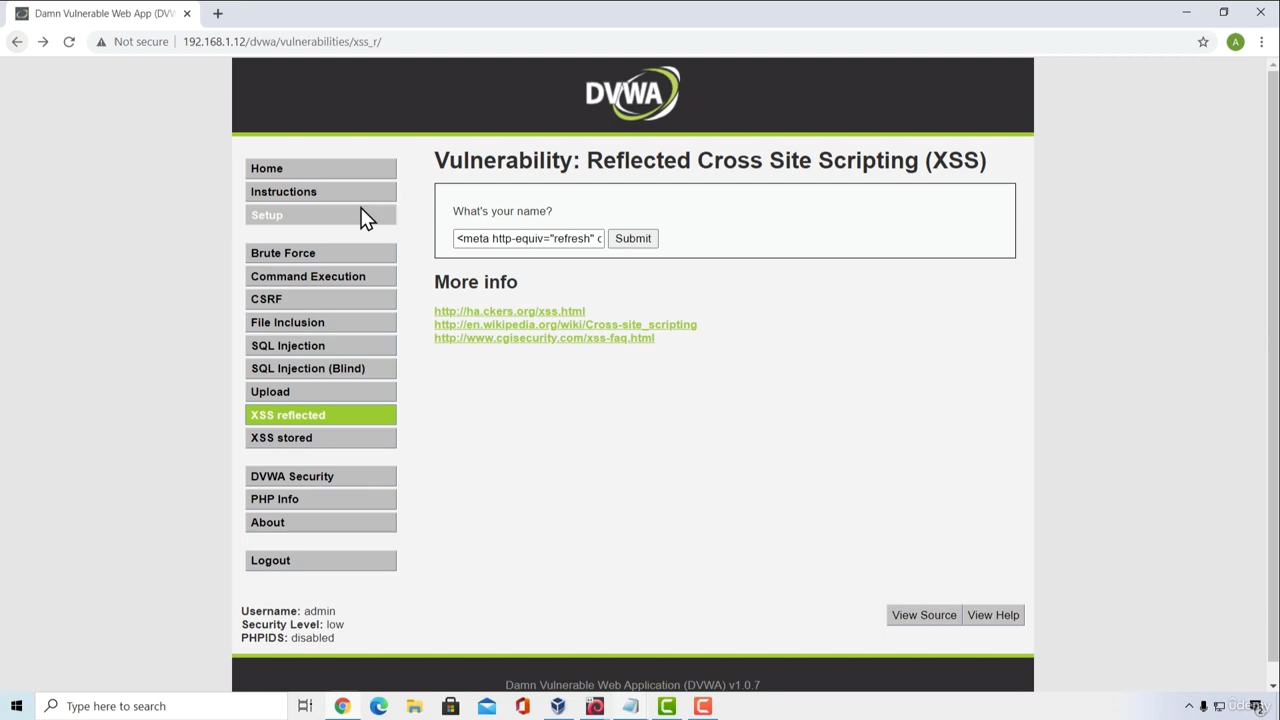 Damn Vulnerable Web App (DV
Not secure
192.168.1.12/dvwa/vulnerabilities/xss_r/
A
DVWA
Home
Instructions
Setup
Brute Force
Command Execution
CSRF
File Inclusion
SQL Injection
SQL Injection (Blind)
Upload
XSS reflected
XSS stored
DVWA Security
PHP Info
About
Logout
Username: admin
Security Level: low
PHPIDS: disabled
Vulnerability: Reflected Cross Site Scripting (XSS)
What's your name?
<meta http-equiv="refresh" c
Submit
More info
http://ha.ckers.org/xss.html
http://en.wikipedia.org/wiki/Cross-site_scripting
http://www.cgisecurity.com/xss-faq.html
View Source
View Help
Damn Vulnerable Web Application (DVWA) v1.0.7
Type here to search
Udemy